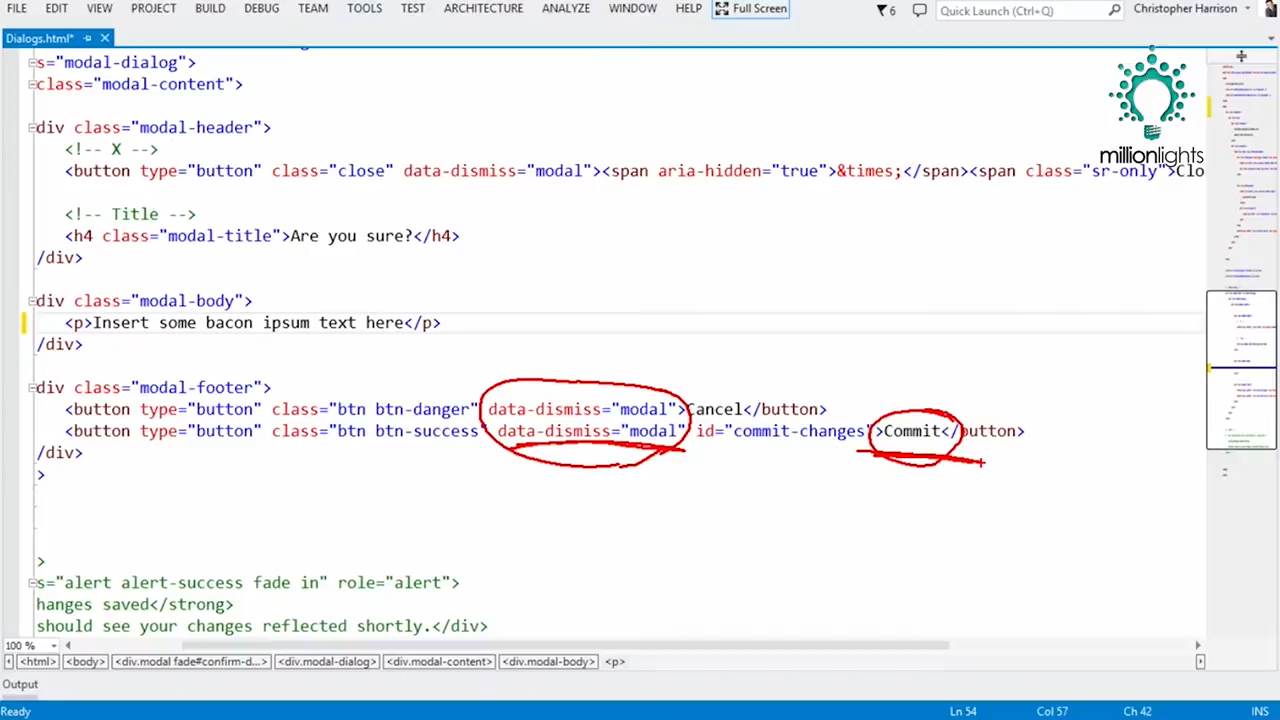 FILE EDIT VIEW PROJECT BUILD DEBUG TEAM TOOLS TEST ARCHITECTURE ANALYZE WINDOW HELP Full Screen 6 Quick Launch (Ctrl+Q) Christopher Harrison
Dialogs.html*
s="modal-dialog">
class="modal-content">
div class="modal-header">
<!-- X -->
<button type="button" class="close" data-dismiss="modal"><span aria-hidden="true">&times;</span><span class="sr-only">Clo
<!-- Title -->
<h4 class="modal-title">Are you sure?</h4>
/div>
div class="modal-body">
<p>Insert some bacon ipsum text here</p>
/div>
div class="modal-footer">
<button type="button" class="btn btn-danger" data-dismiss="modal">Cancel</button>
<button type="button" class="btn btn-success" data-dismiss="modal" id="commit-changes">Commit</button>
/div>
>
>
s="alert alert-success fade in" role="alert">
hanges saved</strong>
should see your changes reflected shortly.</div>
millionlights
100 %
<html> <body> <div.modal fade#confirm-d...> <div.modal-dialog> <div.modal-content> <div.modal-body> <p>
Output
Ready Ln 54 Col 57 Ch 42 INS